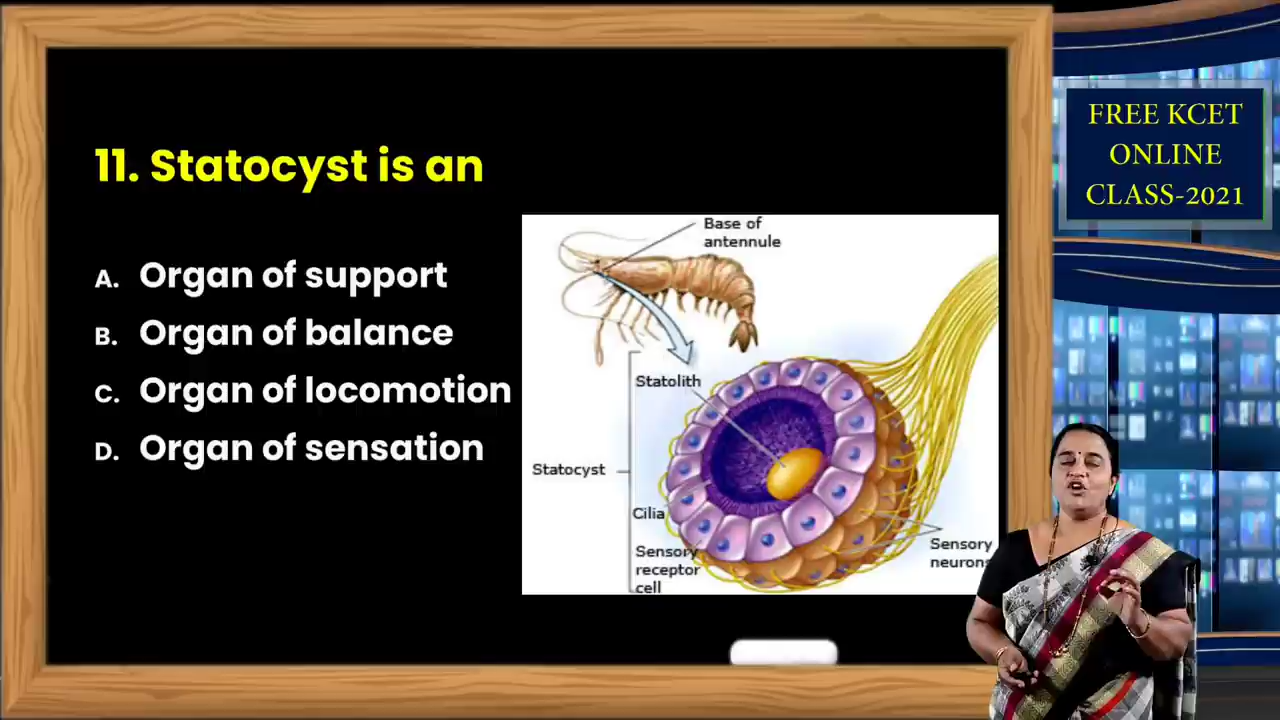 11. Statocyst is an
A. Organ of support
B. Organ of balance
C. Organ of locomotion
D. Organ of sensation
Base of
antennule
Statolith
Statocyst
Cilia
Sensory
receptor
cell
Sensory
neurons
FREE KCET
ONLINE
CLASS-2021